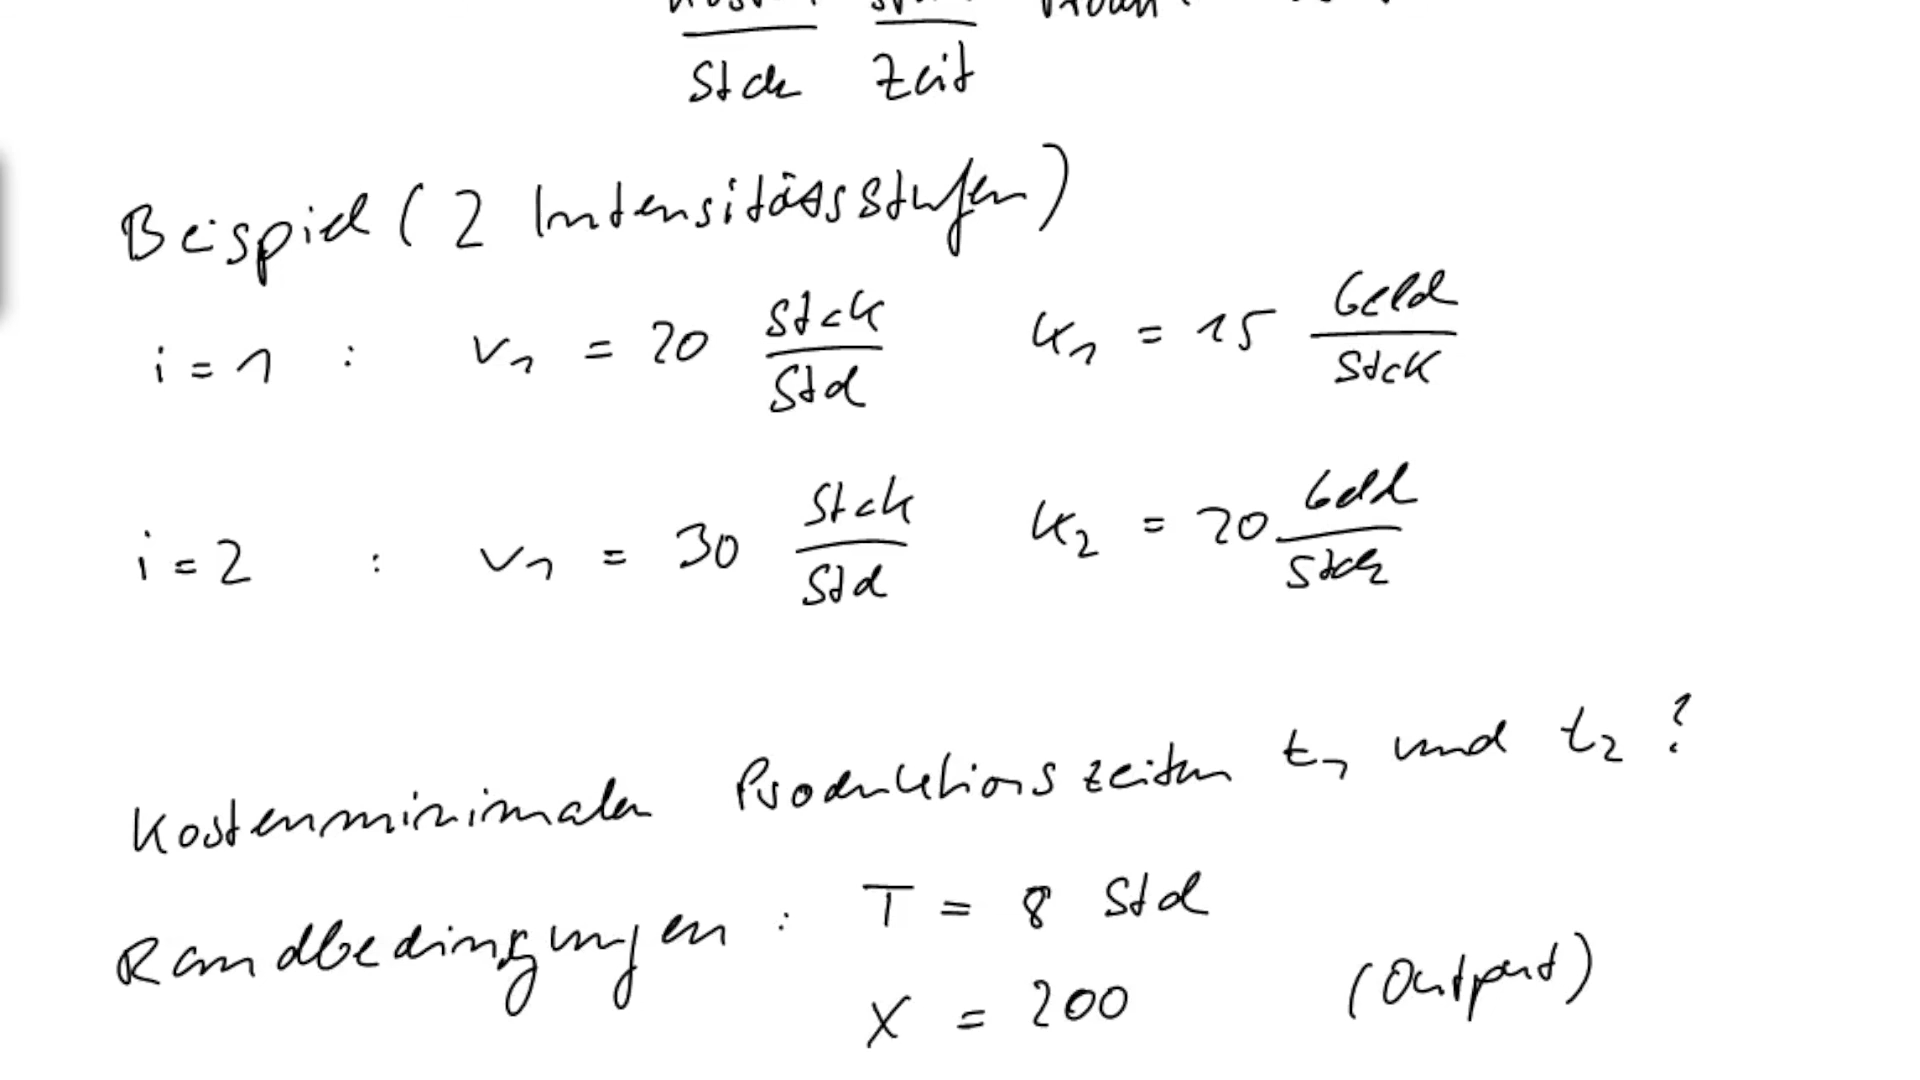 Stck Zeit
Beispiel (2 Intensitätsstufen)
i = 1 : v₁ = 20 Stck/Std k₁ = 15 Geld/Stck
i = 2 : v₁ = 30 Stck/Std k₂ = 20 Geld/Stck
Kostenminimalen Produktionszeiten t₁ und t₂ ?
Randbedingungen : T = 8 Std
X = 200 (Output)